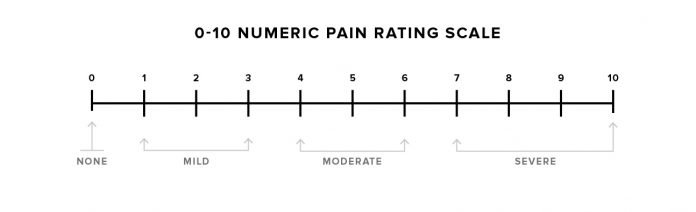 0-10 NUMERIC PAIN RATING SCALE
0 1 2 3 4 5 6 7 8 9 10
NONE MILD MODERATE SEVERE